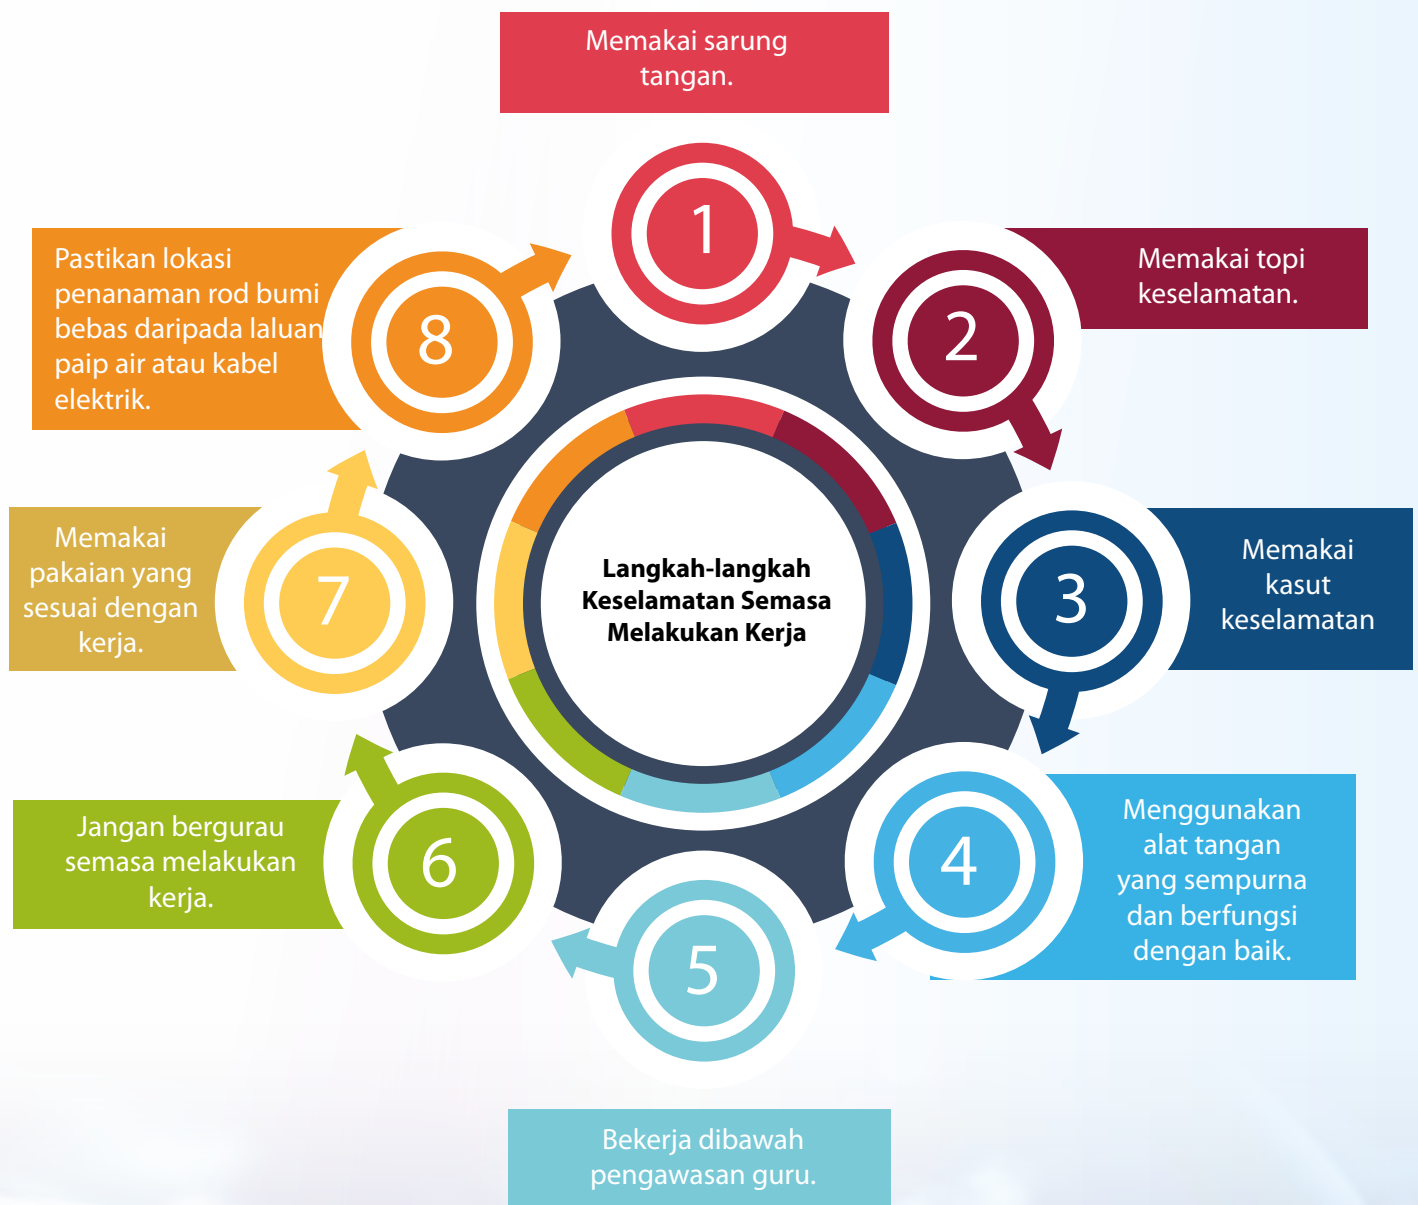 Memakai sarung
tangan.
1
Memakai topi
keselamatan.
2
Memakai
kasut
keselamatan
3
Menggunakan
alat tangan
yang sempurna
dan berfungsi
dengan baik.
4
Bekerja dibawah
pengawasan guru.
5
Jangan bergurau
semasa melakukan
kerja.
6
Memakai
pakaian yang
sesuai dengan
kerja.
7
Pastikan lokasi
penanaman rod bumi
bebas daripada laluan
paip air atau kabel
elektrik.
8
Langkah-langkah
Keselamatan Semasa
Melakukan Kerja